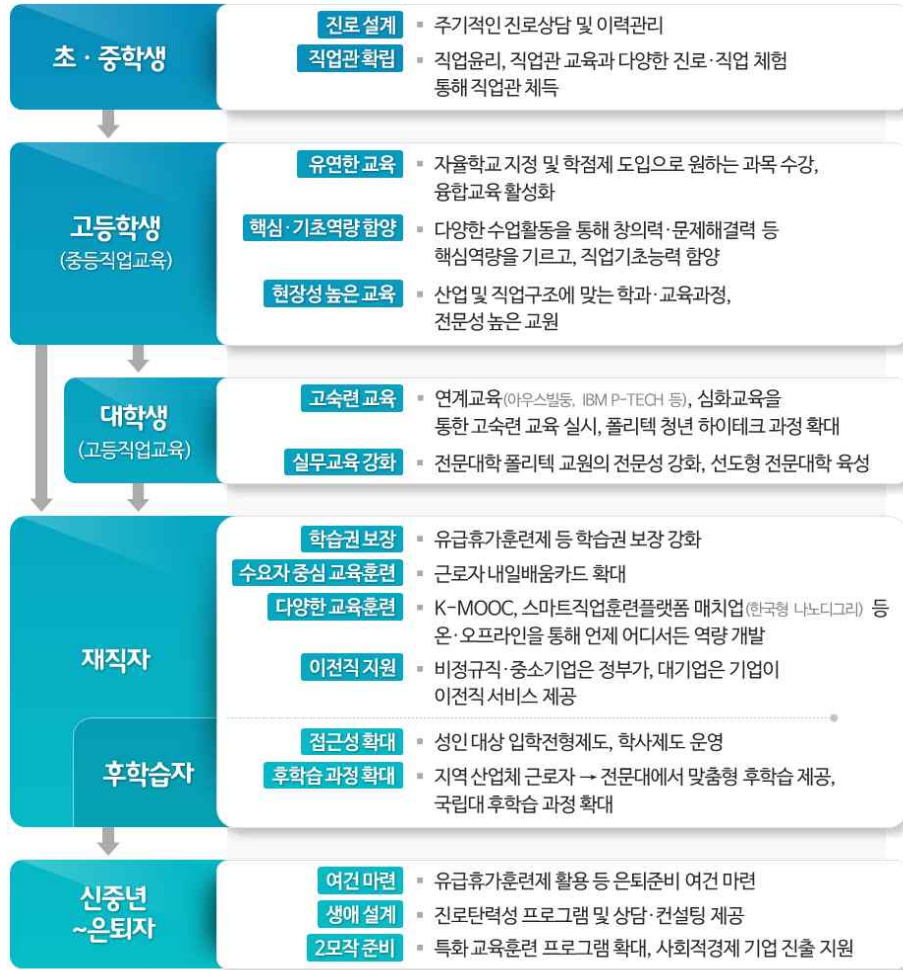 초·중학생
진로 설계 ▪ 주기적인 진로상담 및 이력관리
직업관 확립 ▪ 직업윤리, 직업관 교육과 다양한 진로·직업 체험
통해 직업관 체득
고등학생
(중등직업교육)
유연한 교육 ▪ 자율학교 지정 및 학점제 도입으로 원하는 과목 수강,
융합교육 활성화
핵심·기초역량 함양 ▪ 다양한 수업활동을 통해 창의력·문제해결력 등
핵심역량을 기르고, 직업기초능력 함양
현장성 높은 교육 ▪ 산업 및 직업구조에 맞는 학과·교육과정,
전문성 높은 교원
대학생
(고등직업교육)
고숙련 교육 ▪ 연계교육(아우스빌둥, IBM P-TECH 등), 심화교육을
통한 고숙련 교육 실시, 폴리텍 청년 하이테크 과정 확대
실무교육 강화 ▪ 전문대학 폴리텍 교원의 전문성 강화, 선도형 전문대학 육성
재직자
학습권 보장 ▪ 유급휴가훈련제 등 학습권 보장 강화
수요자 중심 교육훈련 ▪ 근로자 내일배움카드 확대
다양한 교육훈련 ▪ K-MOOC, 스마트직업훈련플랫폼 매치업(한국형 나노디그리) 등
온·오프라인을 통해 언제 어디서든 역량 개발
이전직 지원 ▪ 비정규직·중소기업은 정부가, 대기업은 기업이
이전직 서비스 제공
후학습자
접근성 확대 ▪ 성인 대상 입학전형제도, 학사제도 운영
후학습 과정 확대 ▪ 지역 산업체 근로자 → 전문대에서 맞춤형 후학습 제공,
국립대 후학습 과정 확대
신중년
~은퇴자
여건 마련 ▪ 유급휴가훈련제 활용 등 은퇴준비 여건 마련
생애 설계 ▪ 진로탄력성 프로그램 및 상담·컨설팅 제공
2모작 준비 ▪ 특화 교육훈련 프로그램 확대, 사회적경제 기업 진출 지원